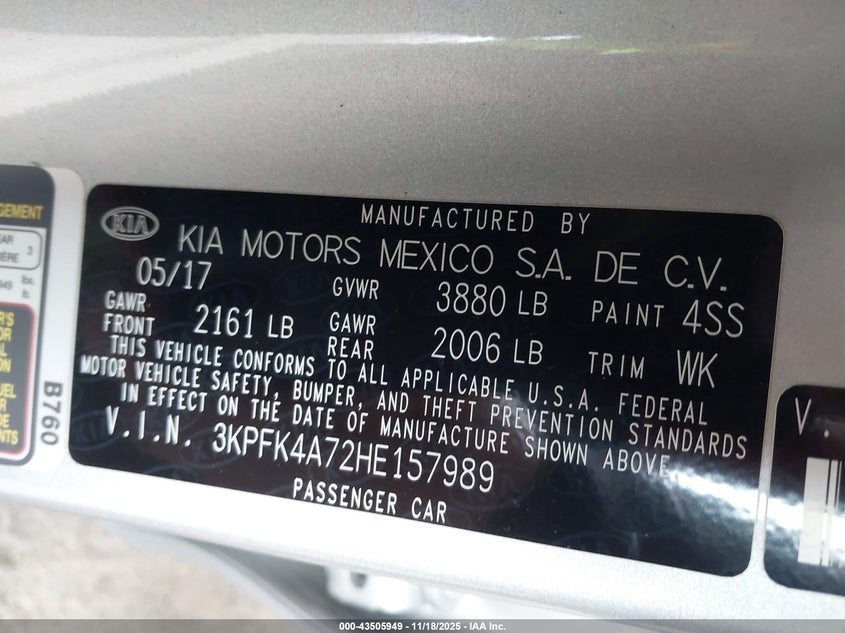 GEMENT
3
B760
MANUFACTURED BY
KIA KIA MOTORS MEXICO S.A. DE C.V.
05/17 GVWR 3880 LB PAINT 4SS
GAWR FRONT 2161 LB GAWR REAR 2006 LB TRIM WK
THIS VEHICLE CONFORMS TO ALL APPLICABLE U.S.A. FEDERAL
MOTOR VEHICLE SAFETY, BUMPER, AND THEFT PREVENTION STANDARDS
IN EFFECT ON THE DATE OF MANUFACTURE SHOWN ABOVE.
V.I.N. 3KPFK4A72HE157989
PASSENGER CAR
V.
000-43505949 - 11/18/2025 - IAA Inc.